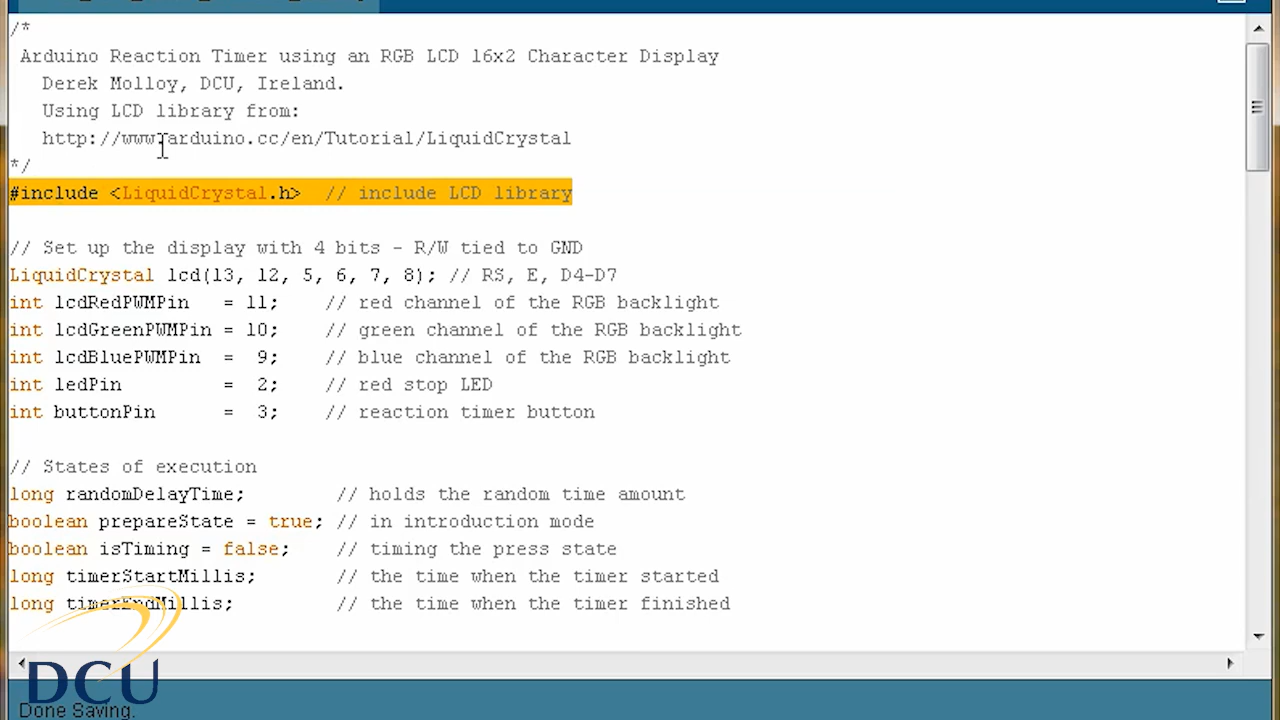 /*
Arduino Reaction Timer using an RGB LCD 16x2 Character Display
Derek Molloy, DCU, Ireland.
Using LCD library from:
http://www.arduino.cc/en/Tutorial/LiquidCrystal
*/
#include <LiquidCrystal.h>  // include LCD library
// Set up the display with 4 bits - R/W tied to GND
LiquidCrystal lcd(13, 12, 5, 6, 7, 8); // RS, E, D4-D7
int lcdRedPWMPin   = 11;    // red channel of the RGB backlight
int lcdGreenPWMPin = 10;    // green channel of the RGB backlight
int lcdBluePWMPin  =  9;    // blue channel of the RGB backlight
int ledPin         =  2;    // red stop LED
int buttonPin      =  3;    // reaction timer button
// States of execution
long randomDelayTime;        // holds the random time amount
boolean prepareState = true; // in introduction mode
boolean isTiming = false;    // timing the press state
long timerStartMillis;       // the time when the timer started
long timerEndMillis;         // the time when the timer finished
DCU
Done Saving.